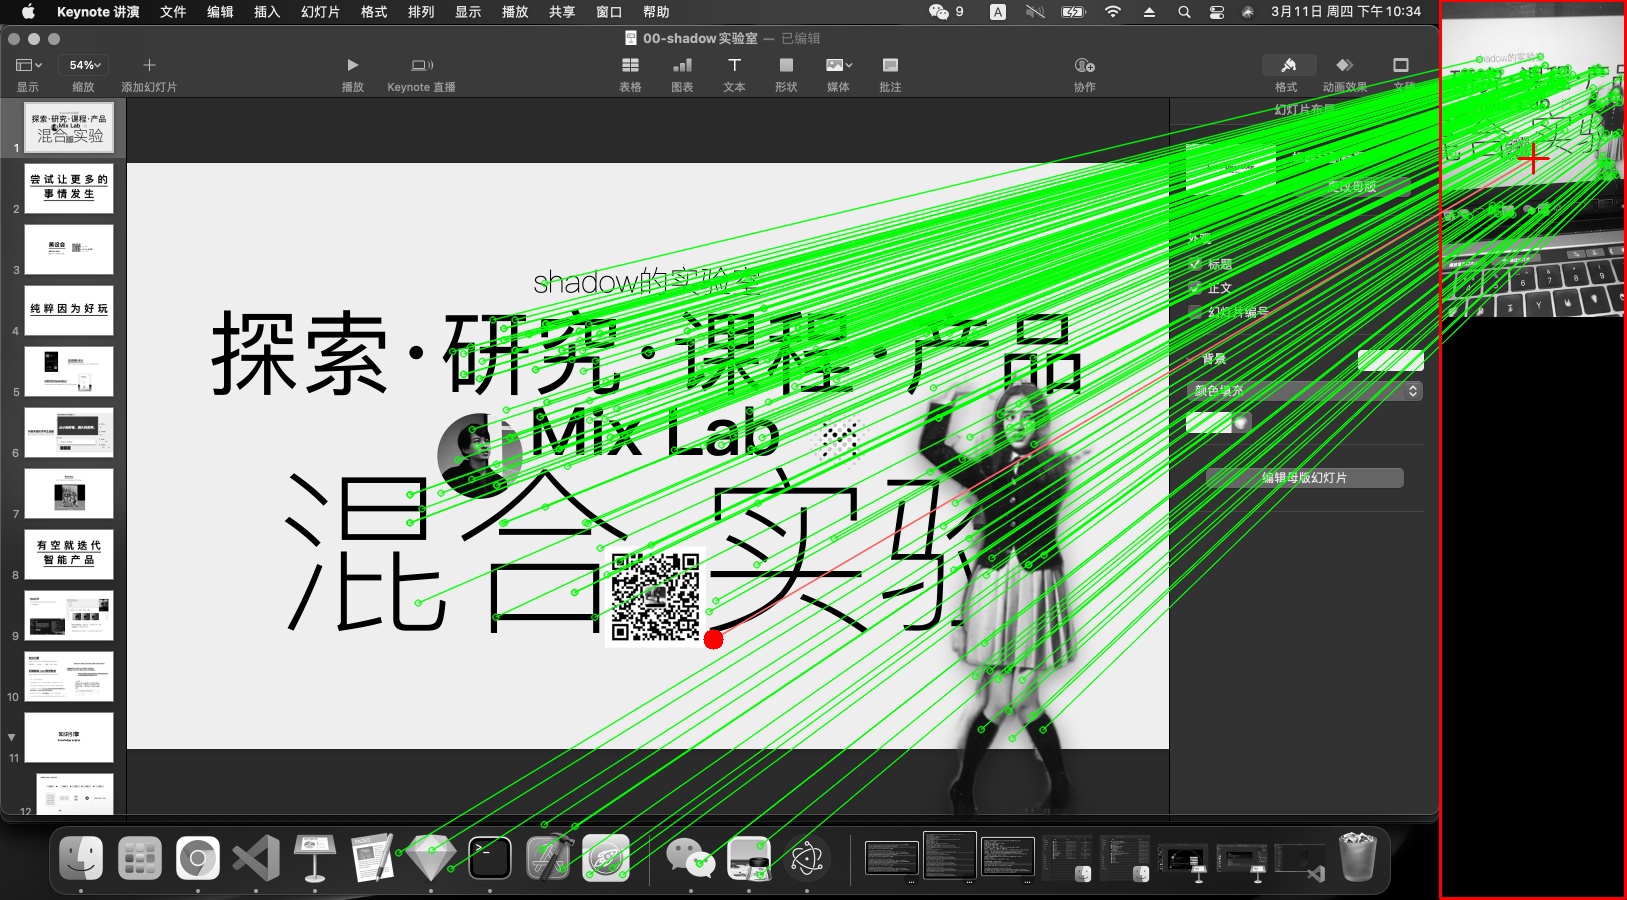 Keynote 讲演 文件 编辑 插入 幻灯片 格式 排列 显示 播放 共享 窗口 帮助 9 A 3月11日 周四 下午10:34
00-shadow实验室 — 已编辑
54%
显示 缩放 添加幻灯片 播放 Keynote 直播 表格 图表 文本 形状 媒体 批注 协作 格式 动画效果 文稿
幻灯片布局
探索·研究·课程·产品
Mix Lab
混合实验
1
尝试让更多的
事情发生
2
3
纯粹因为好玩
4
5
6
7
有空就迭代
智能产品
8
9
10
知识引擎
11
12
shadow的实验室
探索·研究·课程·产品
Mix Lab
混合实验
更改母版
外观
标题
正文
幻灯片编号
背景
颜色填充
编辑母版幻灯片
shadow的实验室